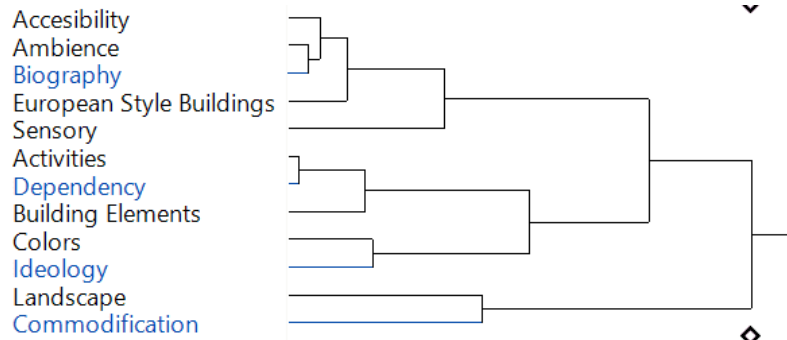 Accesibility
Ambience
Biography
European Style Buildings
Sensory
Activities
Dependency
Building Elements
Colors
Ideology
Landscape
Commodification